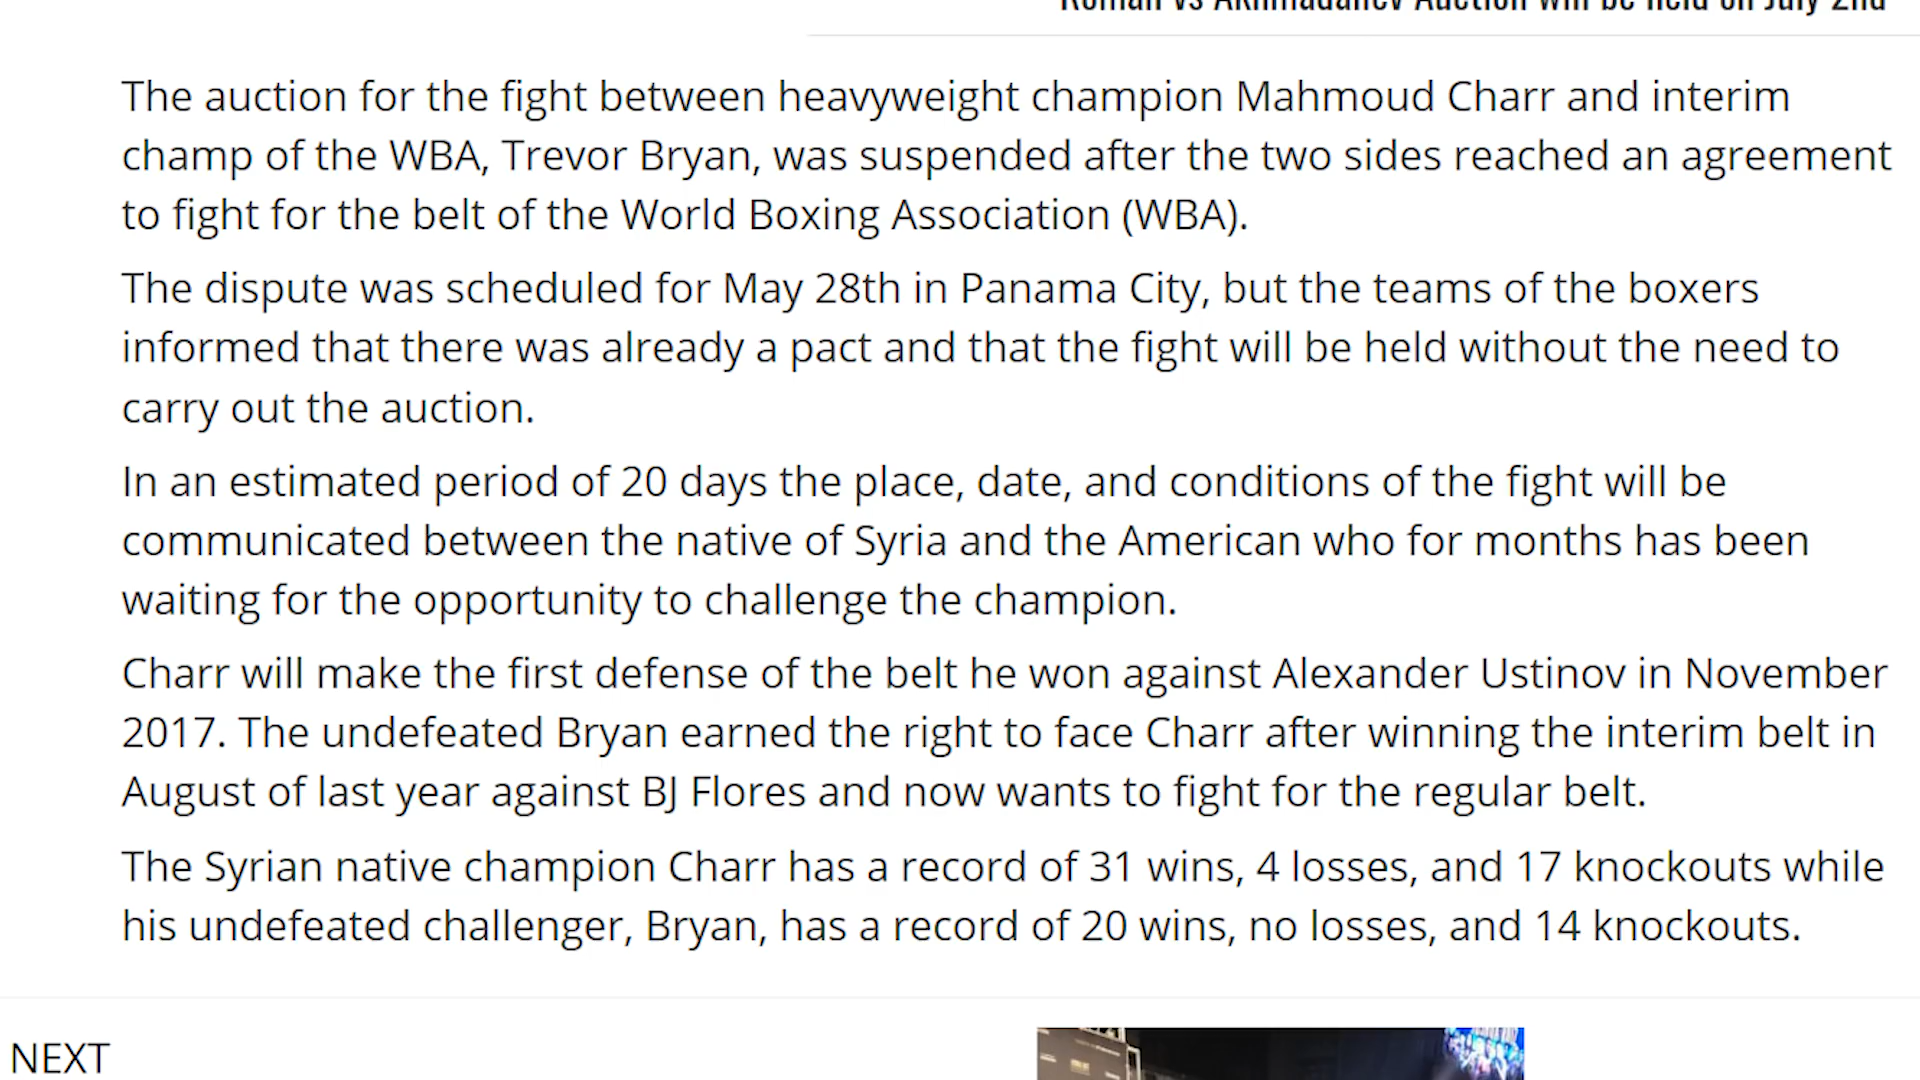 Roman vs Akhmadaliev Auction will be held on July 2nd
The auction for the fight between heavyweight champion Mahmoud Charr and interim
champ of the WBA, Trevor Bryan, was suspended after the two sides reached an agreement
to fight for the belt of the World Boxing Association (WBA).
The dispute was scheduled for May 28th in Panama City, but the teams of the boxers
informed that there was already a pact and that the fight will be held without the need to
carry out the auction.
In an estimated period of 20 days the place, date, and conditions of the fight will be
communicated between the native of Syria and the American who for months has been
waiting for the opportunity to challenge the champion.
Charr will make the first defense of the belt he won against Alexander Ustinov in November
2017. The undefeated Bryan earned the right to face Charr after winning the interim belt in
August of last year against BJ Flores and now wants to fight for the regular belt.
The Syrian native champion Charr has a record of 31 wins, 4 losses, and 17 knockouts while
his undefeated challenger, Bryan, has a record of 20 wins, no losses, and 14 knockouts.
NEXT